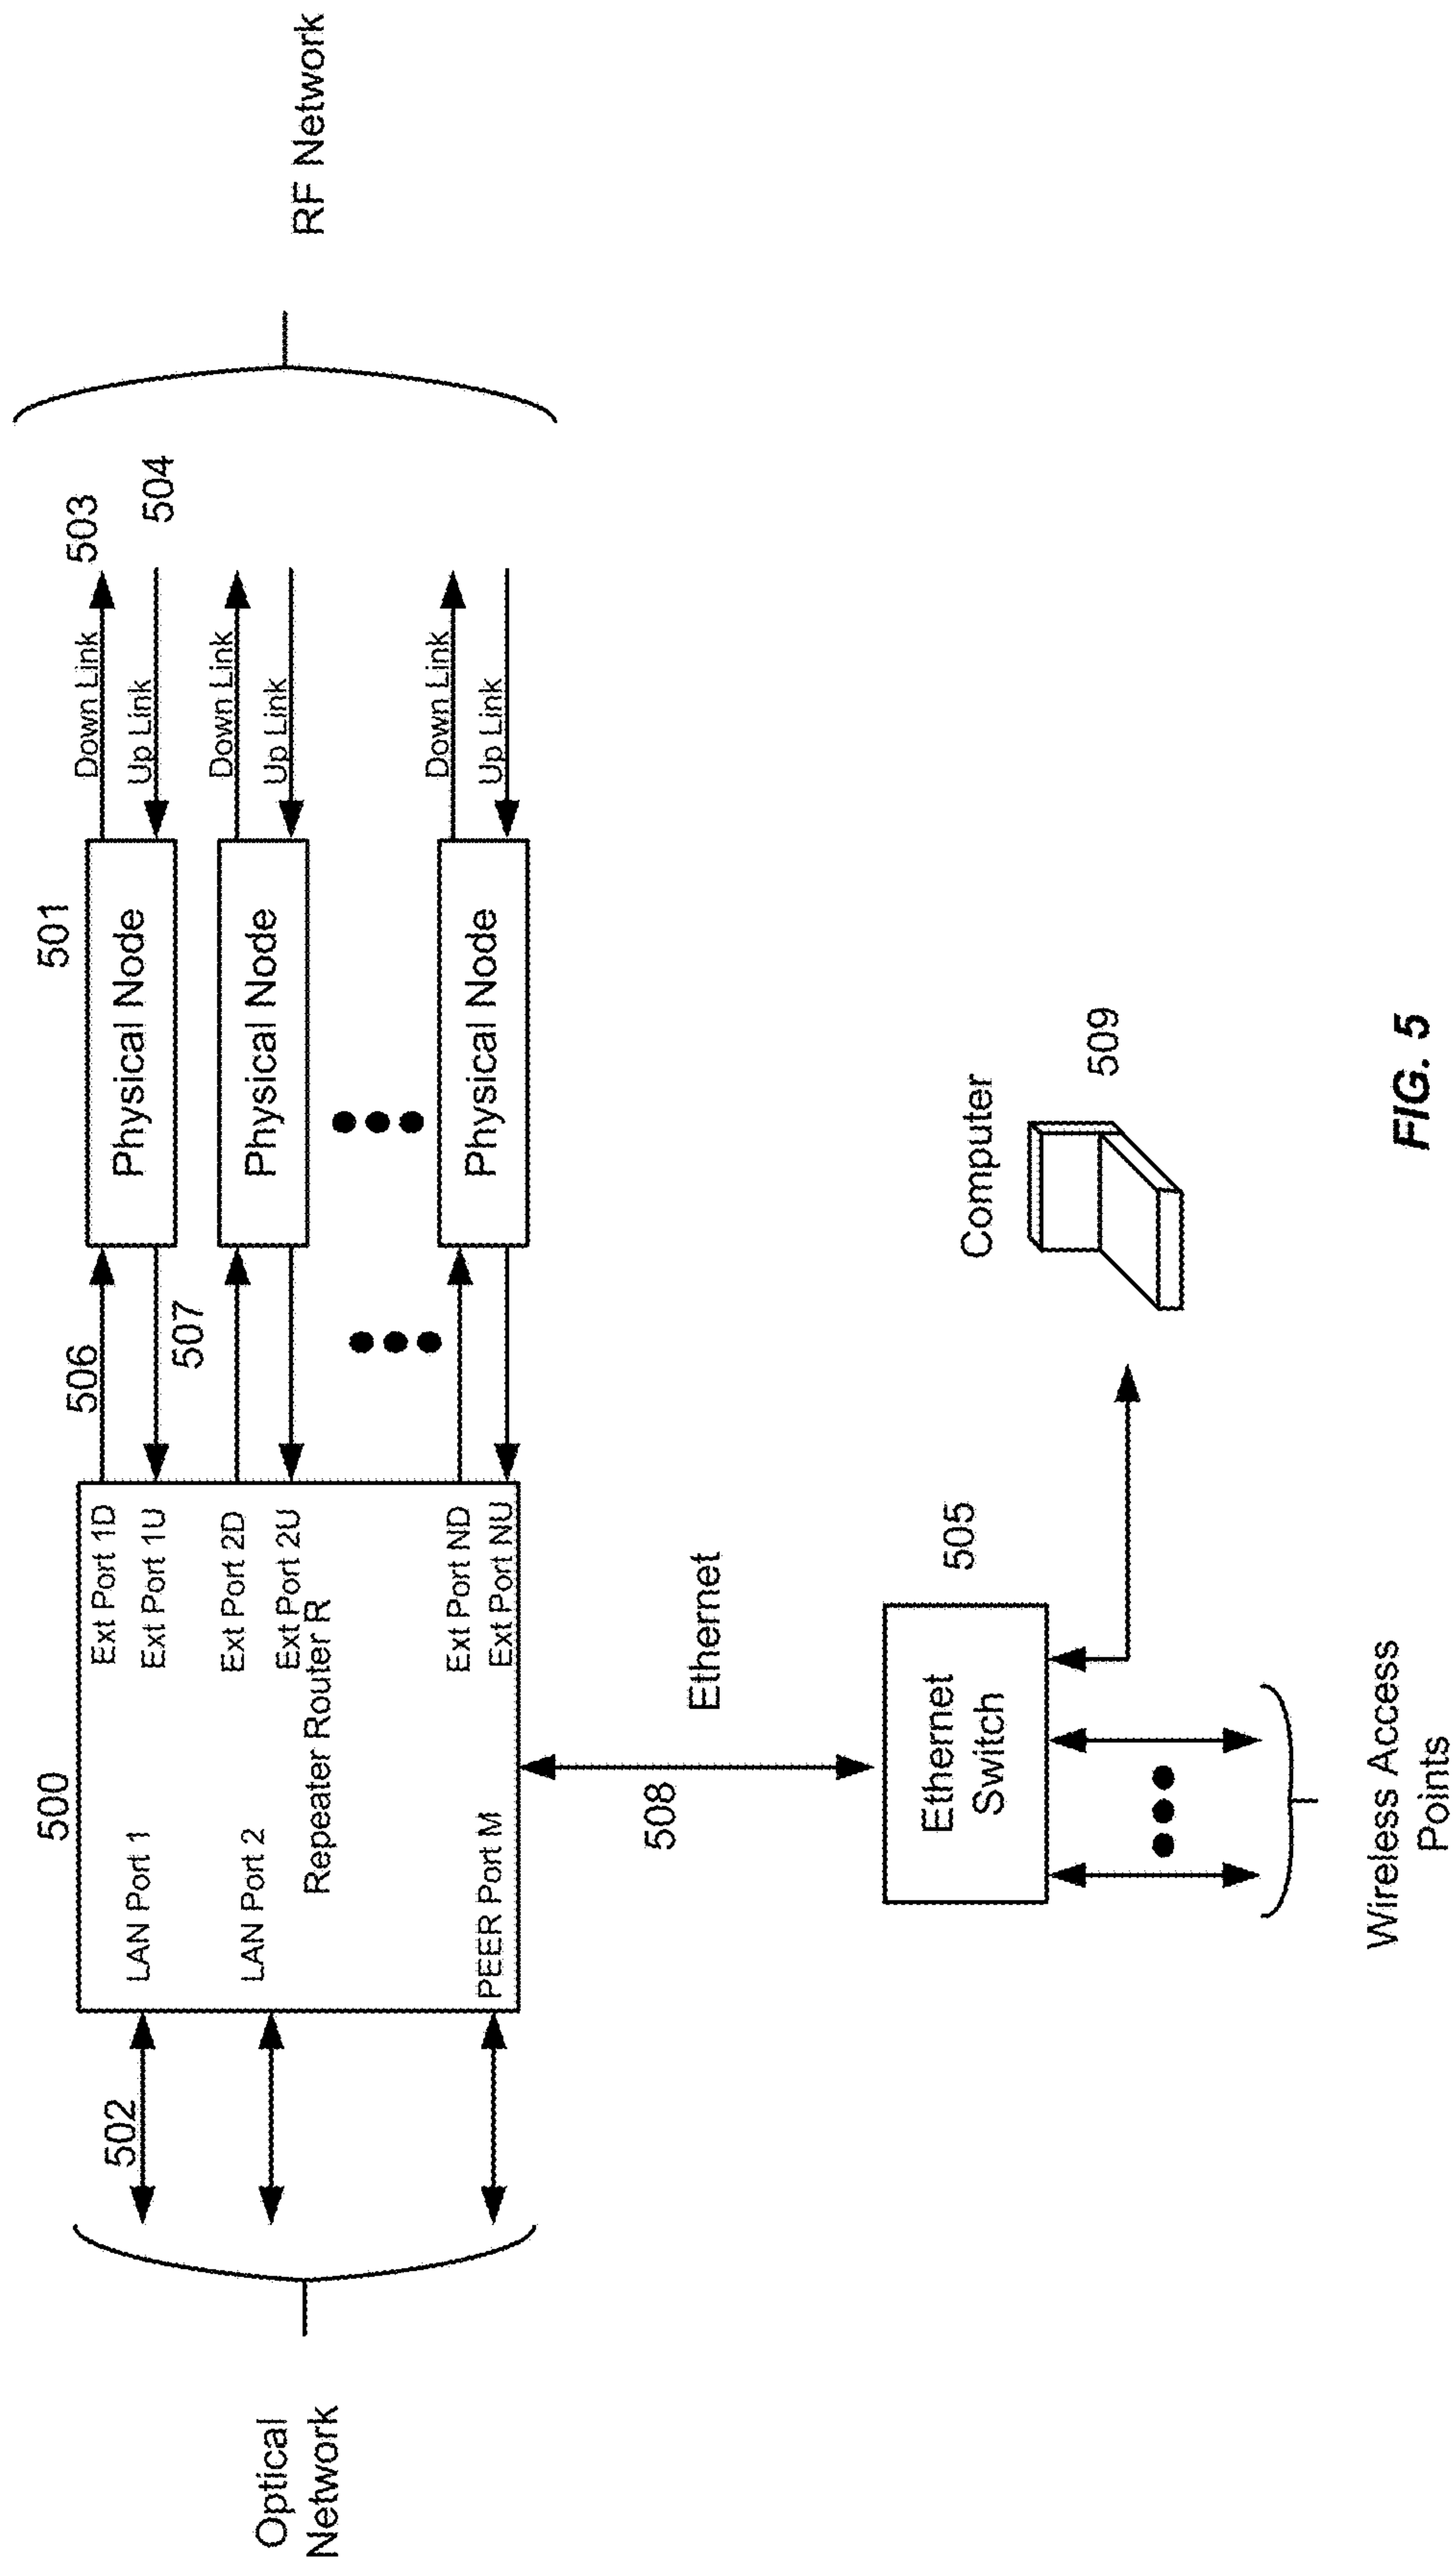 500
501
503
504
506
507
502
LAN Port 1
LAN Port 2
PEER Port M
Repeater Router R
Ext Port 1D
Ext Port 1U
Ext Port 2D
Ext Port 2U
Ext Port ND
Ext Port NU
Physical Node
Physical Node
Physical Node
Down Link
Up Link
Down Link
Up Link
Down Link
Up Link
RF Network
Optical
Network
508
Ethernet
505
Ethernet
Switch
Computer
509
Wireless Access
Points
FIG. 5